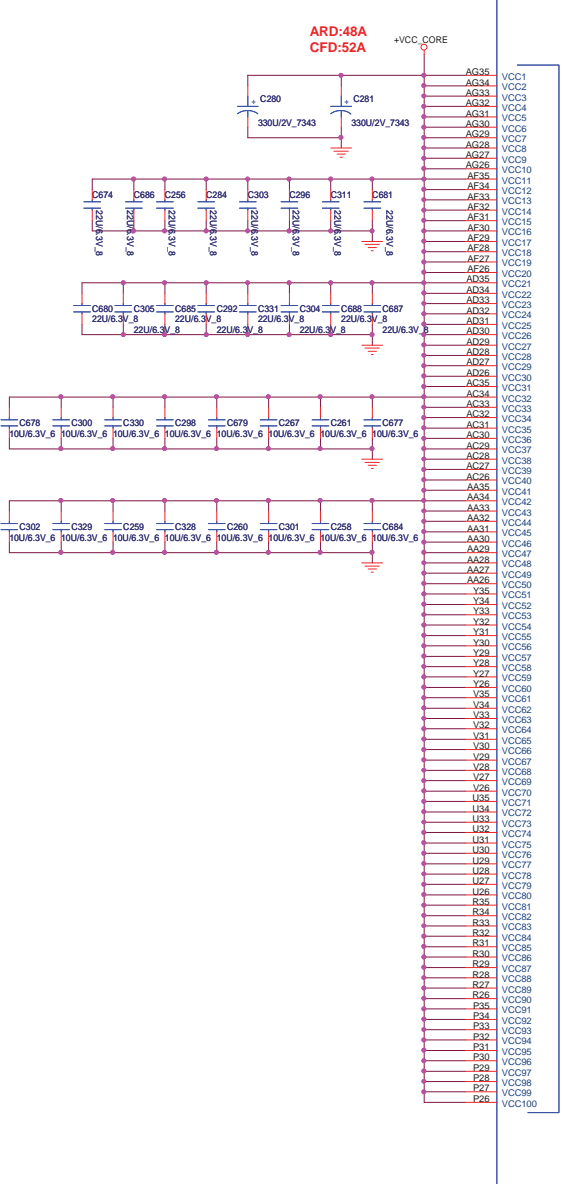 ARD:48A
CFD:52A
+VCC_CORE
C280
330U/2V_7343
C281
330U/2V_7343
C674 C686 C256 C284 C303 C296 C311 C681
22U/6.3V_8 22U/6.3V_8 22U/6.3V_8 22U/6.3V_8 22U/6.3V_8 22U/6.3V_8 22U/6.3V_8 22U/6.3V_8
C680 C305 C685 C292 C331 C304 C688 C687
22U/6.3V_8 22U/6.3V_8 22U/6.3V_8 22U/6.3V_8
22U/6.3V_8 22U/6.3V_8 22U/6.3V_8 22U/6.3V_8
C678 C300 C330 C298 C679 C267 C261 C677
10U/6.3V_6 10U/6.3V_6 10U/6.3V_6 10U/6.3V_6 10U/6.3V_6 10U/6.3V_6 10U/6.3V_6 10U/6.3V_6
C302 C329 C259 C328 C260 C301 C258 C684
10U/6.3V_6 10U/6.3V_6 10U/6.3V_6 10U/6.3V_6 10U/6.3V_6 10U/6.3V_6 10U/6.3V_6 10U/6.3V_6
AG35 VCC1
AG34 VCC2
AG33 VCC3
AG32 VCC4
AG31 VCC5
AG30 VCC6
AG29 VCC7
AG28 VCC8
AG27 VCC9
AG26 VCC10
AF35 VCC11
AF34 VCC12
AF33 VCC13
AF32 VCC14
AF31 VCC15
AF30 VCC16
AF29 VCC17
AF28 VCC18
AF27 VCC19
AF26 VCC20
AD35 VCC21
AD34 VCC22
AD33 VCC23
AD32 VCC24
AD31 VCC25
AD30 VCC26
AD29 VCC27
AD28 VCC28
AD27 VCC29
AD26 VCC30
AC35 VCC31
AC34 VCC32
AC33 VCC33
AC32 VCC34
AC31 VCC35
AC30 VCC36
AC29 VCC37
AC28 VCC38
AC27 VCC39
AC26 VCC40
AA35 VCC41
AA34 VCC42
AA33 VCC43
AA32 VCC44
AA31 VCC45
AA30 VCC46
AA29 VCC47
AA28 VCC48
AA27 VCC49
AA26 VCC50
Y35 VCC51
Y34 VCC52
Y33 VCC53
Y32 VCC54
Y31 VCC55
Y30 VCC56
Y29 VCC57
Y28 VCC58
Y27 VCC59
Y26 VCC60
V35 VCC61
V34 VCC62
V33 VCC63
V32 VCC64
V31 VCC65
V30 VCC66
V29 VCC67
V28 VCC68
V27 VCC69
V26 VCC70
U35 VCC71
U34 VCC72
U33 VCC73
U32 VCC74
U31 VCC75
U30 VCC76
U29 VCC77
U28 VCC78
U27 VCC79
U26 VCC80
R35 VCC81
R34 VCC82
R33 VCC83
R32 VCC84
R31 VCC85
R30 VCC86
R29 VCC87
R28 VCC88
R27 VCC89
R26 VCC90
P35 VCC91
P34 VCC92
P33 VCC93
P32 VCC94
P31 VCC95
P30 VCC96
P29 VCC97
P28 VCC98
P27 VCC99
P26 VCC100